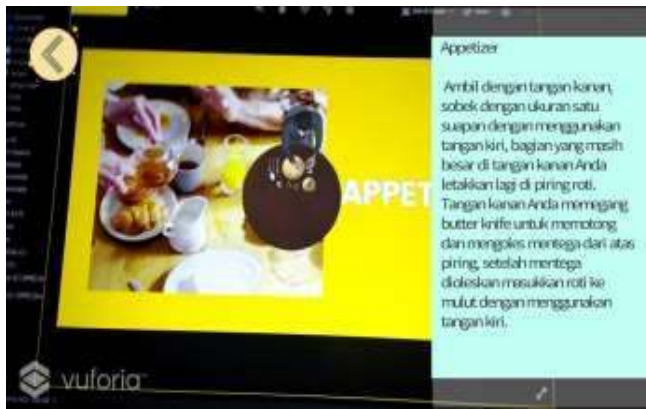 Appetizer
Ambil dengan tangan kanan,
sobek dengan ukuran satu
suapan dengan menggunakan
tangan kiri, bagian yang masih
besar di tangan kanan Anda
letakkan lagi di piring roti.
Tangan kanan Anda memegang
butter knife untuk memotong
dan mengoles mentega dari atas
piring, setelah mentega
dioleskan masukkan roti ke
mulut dengan menggunakan
tangan kiri.
APPET
vuforia™